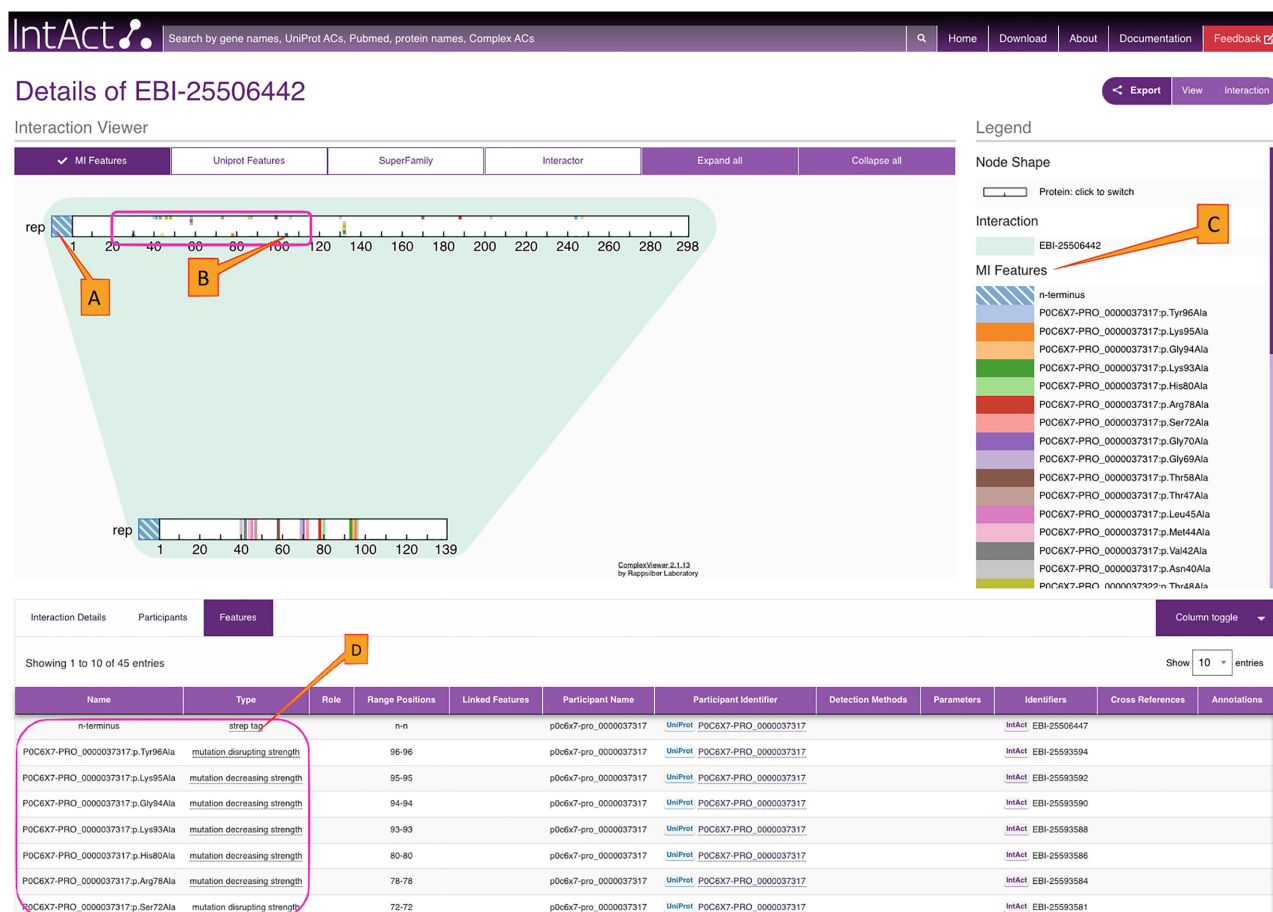 IntAct
Search by gene names, UniProt ACs, Pubmed, protein names, Complex ACs
Home Download About Documentation Feedback
Details of EBI-25506442
Export View Interaction
Interaction Viewer
Legend
MI Features Uniprot Features SuperFamily Interactor Expand all Collapse all
Node Shape
Protein: click to switch
Interaction
EBI-25506442
MI Features
n-terminus
P0C6X7-PRO_0000037317:p.Tyr96Ala
P0C6X7-PRO_0000037317:p.Lys95Ala
P0C6X7-PRO_0000037317:p.Gly94Ala
P0C6X7-PRO_0000037317:p.Lys93Ala
P0C6X7-PRO_0000037317:p.His80Ala
P0C6X7-PRO_0000037317:p.Arg78Ala
P0C6X7-PRO_0000037317:p.Ser72Ala
P0C6X7-PRO_0000037317:p.Gly70Ala
P0C6X7-PRO_0000037317:p.Gly69Ala
P0C6X7-PRO_0000037317:p.Thr58Ala
P0C6X7-PRO_0000037317:p.Thr47Ala
P0C6X7-PRO_0000037317:p.Leu45Ala
P0C6X7-PRO_0000037317:p.Met44Ala
P0C6X7-PRO_0000037317:p.Val42Ala
P0C6X7-PRO_0000037317:p.Asn40Ala
P0C6X7-PRO_0000037322:p.Thr48Ala
C
rep
1 20 40 60 80 100 120 140 160 180 200 220 240 260 280 298
A
B
rep
1 20 40 60 80 100 120 139
ComplexViewer 2.1.13
by Rappsilber Laboratory
Interaction Details Participants Features
Column toggle
D
Showing 1 to 10 of 45 entries
Show 10 entries
Name Type Role Range Positions Linked Features Participant Name Participant Identifier Detection Methods Parameters Identifiers Cross References Annotations
n-terminus strep tag n-n p0c6x7-pro_0000037317 UniProt P0C6X7-PRO_0000037317 IntAct EBI-25506447
P0C6X7-PRO_0000037317:p.Tyr96Ala mutation disrupting strength 96-96 p0c6x7-pro_0000037317 UniProt P0C6X7-PRO_0000037317 IntAct EBI-25593594
P0C6X7-PRO_0000037317:p.Lys95Ala mutation decreasing strength 95-95 p0c6x7-pro_0000037317 UniProt P0C6X7-PRO_0000037317 IntAct EBI-25593592
P0C6X7-PRO_0000037317:p.Gly94Ala mutation decreasing strength 94-94 p0c6x7-pro_0000037317 UniProt P0C6X7-PRO_0000037317 IntAct EBI-25593590
P0C6X7-PRO_0000037317:p.Lys93Ala mutation decreasing strength 93-93 p0c6x7-pro_0000037317 UniProt P0C6X7-PRO_0000037317 IntAct EBI-25593588
P0C6X7-PRO_0000037317:p.His80Ala mutation decreasing strength 80-80 p0c6x7-pro_0000037317 UniProt P0C6X7-PRO_0000037317 IntAct EBI-25593586
P0C6X7-PRO_0000037317:p.Arg78Ala mutation decreasing strength 78-78 p0c6x7-pro_0000037317 UniProt P0C6X7-PRO_0000037317 IntAct EBI-25593584
P0C6X7-PRO_0000037317:p.Ser72Ala mutation disrupting strength 72-72 p0c6x7-pro_0000037317 UniProt P0C6X7-PRO_0000037317 IntAct EBI-25593581